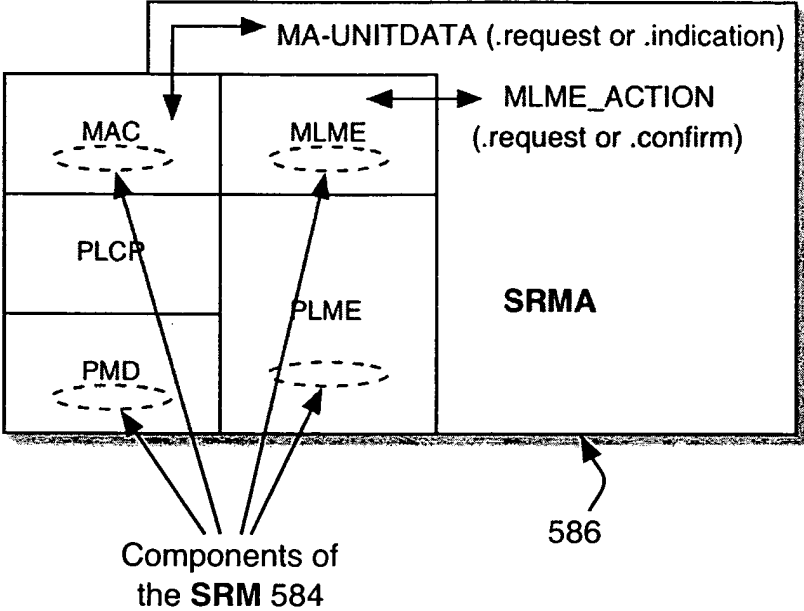 MA-UNITDATA (.request or .indication)
MAC
MLME
MLME_ACTION
(.request or .confirm)
PLCP
PLME
SRMA
PMD
586
Components of
the SRM 584